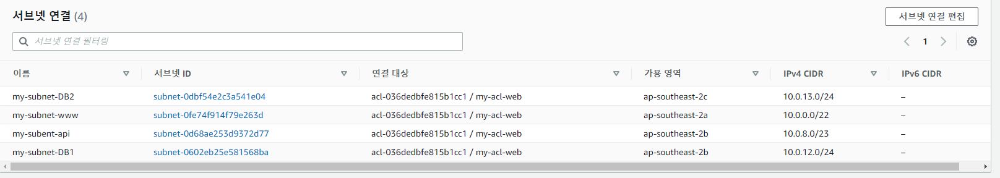 서브넷 연결 (4)
서브넷 연결 편집
서브넷 연결 필터링
1
이름 서브넷 ID 연결 대상 가용 영역 IPv4 CIDR IPv6 CIDR
my-subnet-DB2 subnet-0dbf54e2c3a541e04 acl-036dedbfe815b1cc1 / my-acl-web ap-southeast-2c 10.0.13.0/24 –
my-subnet-www subnet-0fe74f914f79e263d acl-036dedbfe815b1cc1 / my-acl-web ap-southeast-2a 10.0.0.0/22 –
my-subent-api subnet-0d68ae253d9372d77 acl-036dedbfe815b1cc1 / my-acl-web ap-southeast-2b 10.0.8.0/23 –
my-subnet-DB1 subnet-0602eb25e581568ba acl-036dedbfe815b1cc1 / my-acl-web ap-southeast-2b 10.0.12.0/24 –